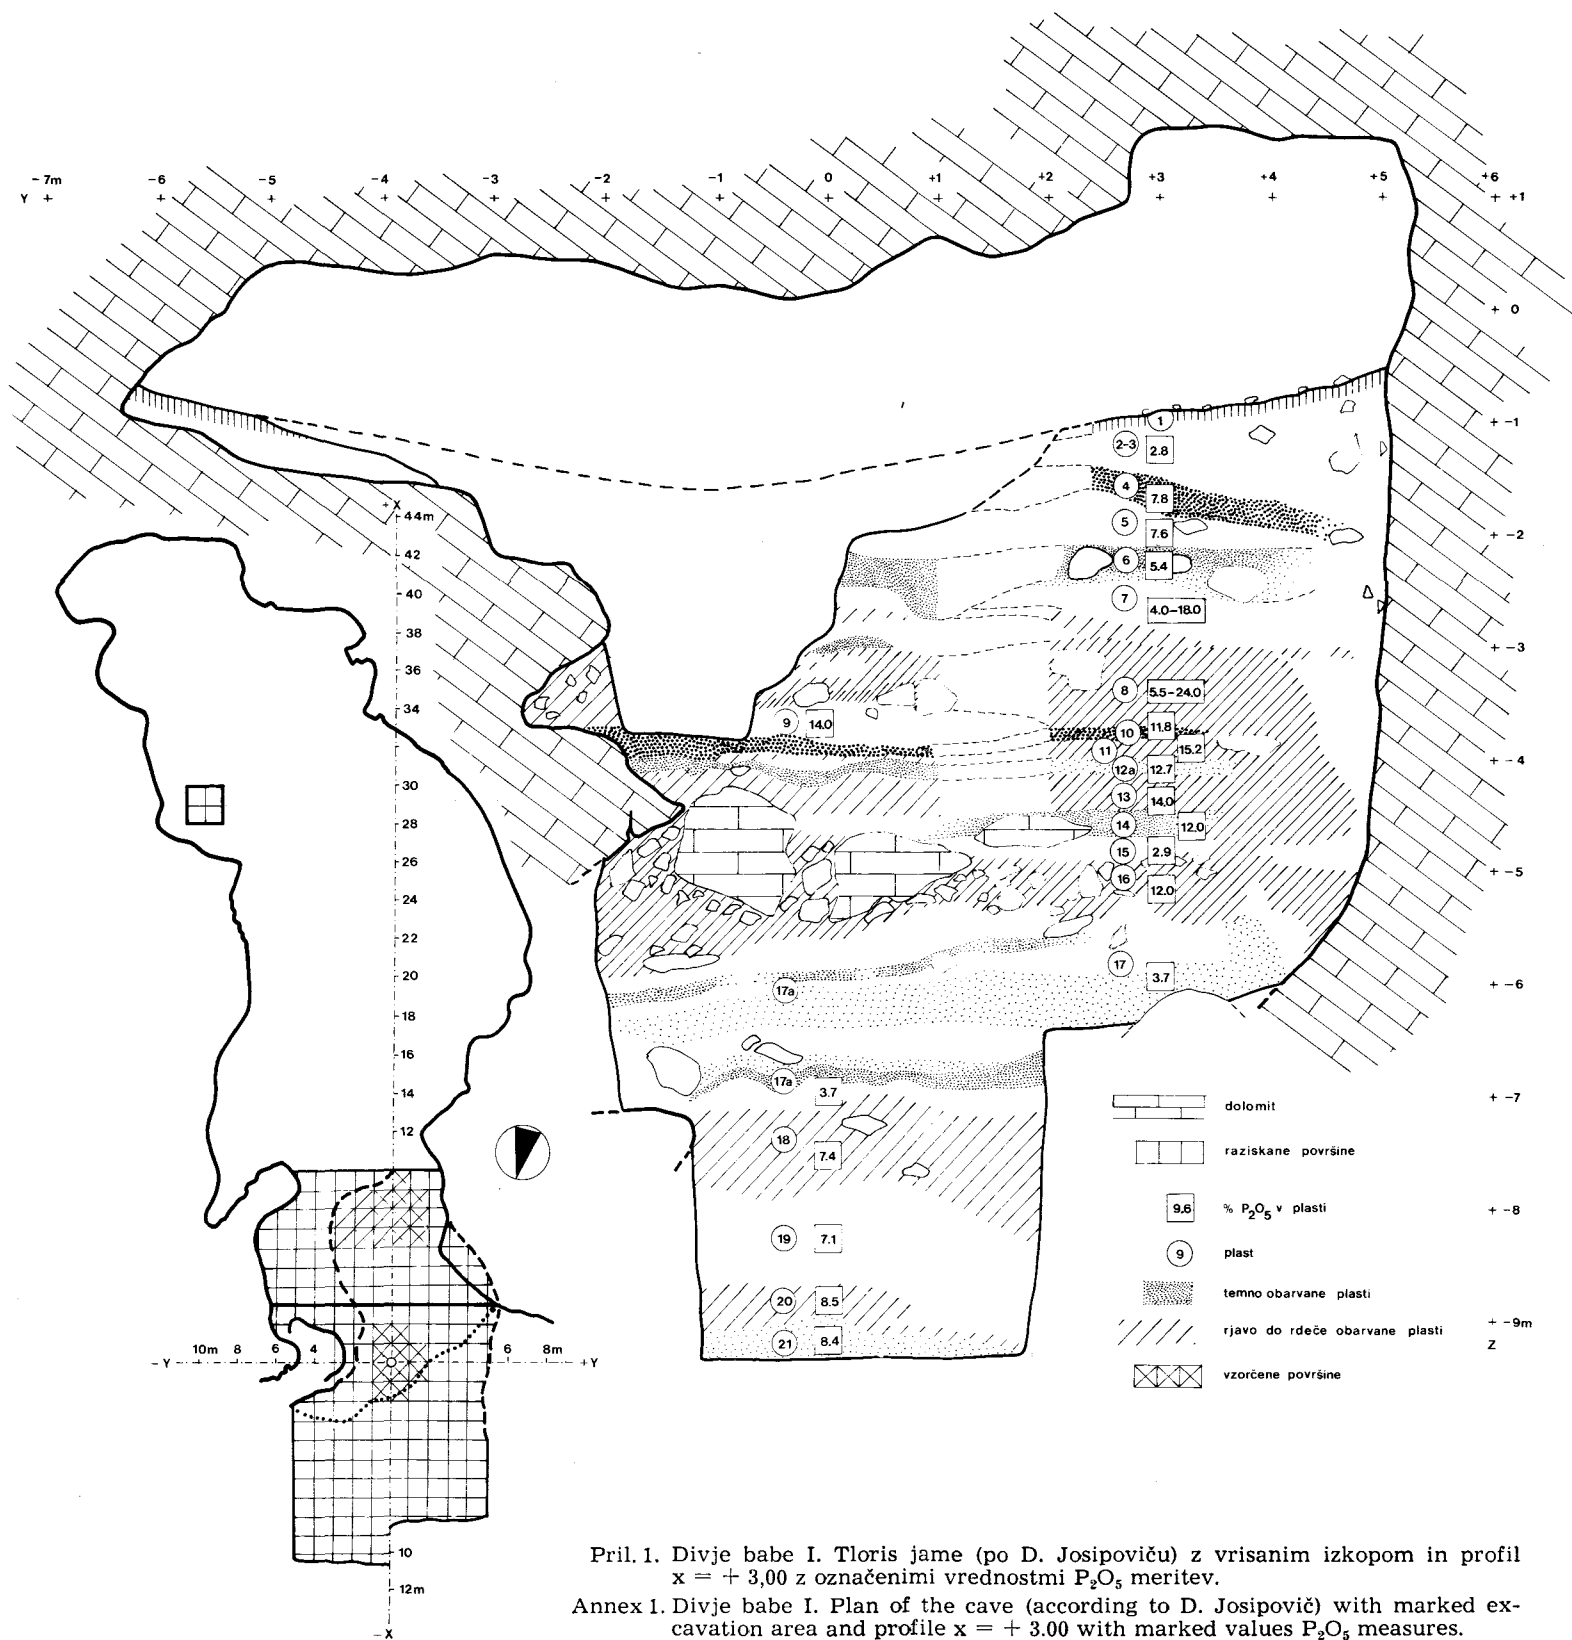 - 7m -6 -5 -4 -3 -2 -1 0 +1 +2 +3 +4 +5 +6
Y + + + + + + + + + + + + + + +1
+ 0
+ -1
+ -2
+ -3
+ -4
+ -5
+ -6
+ -7
+ -8
+ -9m
Z
1
2-3 2.8
4 7.8
5 7.6
6 5.4
7 4.0-18.0
8 5.5-24.0
9 14.0
10 11.8
11 15.2
12a 12.7
13 14.0
14 12.0
15 2.9
16 12.0
17 3.7
17a
17a 3.7
18 7.4
19 7.1
20 8.5
21 8.4
+X
44m
42
40
38
36
34
30
28
26
24
22
20
18
16
14
12
-Y 10m 8 6 4 6 8m +Y
10
12m
-X
dolomit
raziskane površine
9.6 % P₂O₅ v plasti
9 plast
temno obarvane plasti
rjavo do rdeče obarvane plasti
vzorčene površine
Pril. 1. Divje babe I. Tloris jame (po D. Josipoviču) z vrisanim izkopom in profil
x = + 3,00 z označenimi vrednostmi P₂O₅ meritev.
Annex 1. Divje babe I. Plan of the cave (according to D. Josipovič) with marked ex-
cavation area and profile x = + 3.00 with marked values P₂O₅ measures.